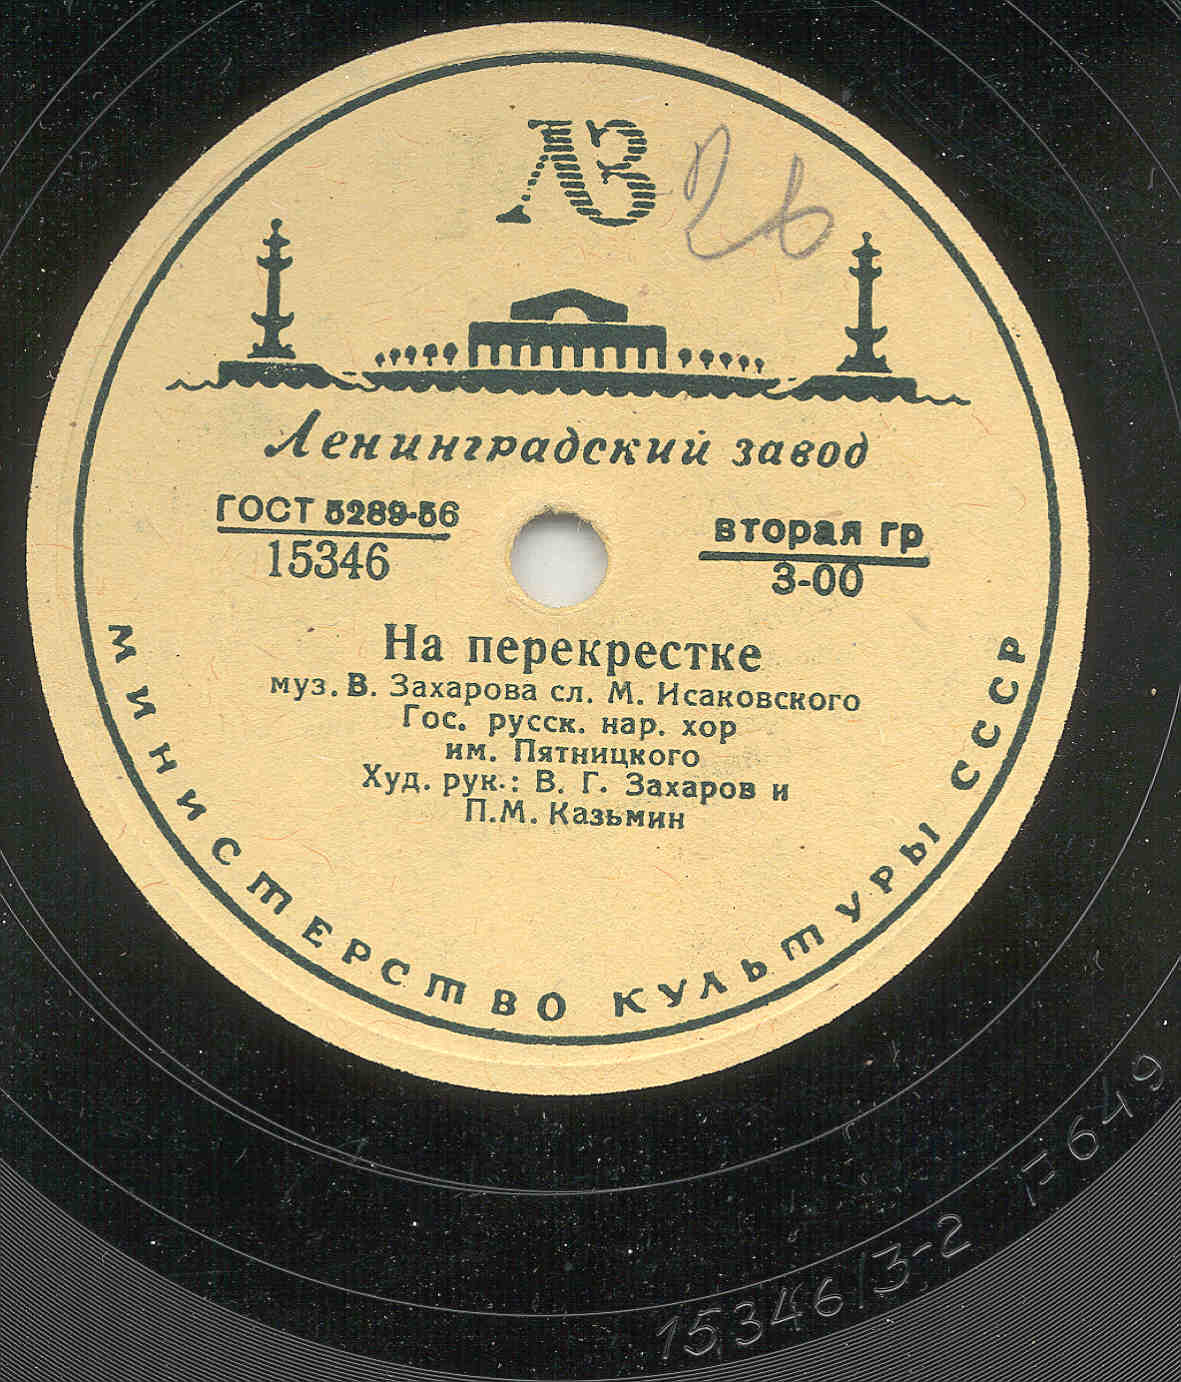 ЛЗ
26
Ленинградский завод
ГОСТ 5289-56
15346
вторая гр
3-00
На перекрестке
муз. В. Захарова сл. М. Исаковского
Гос. русск. нар. хор
им. Пятницкого
Худ. рук.: В. Г. Захаров и
П.М. Казьмин
МИНИСТЕРСТВО КУЛЬТУРЫ СССР
15346/3-2